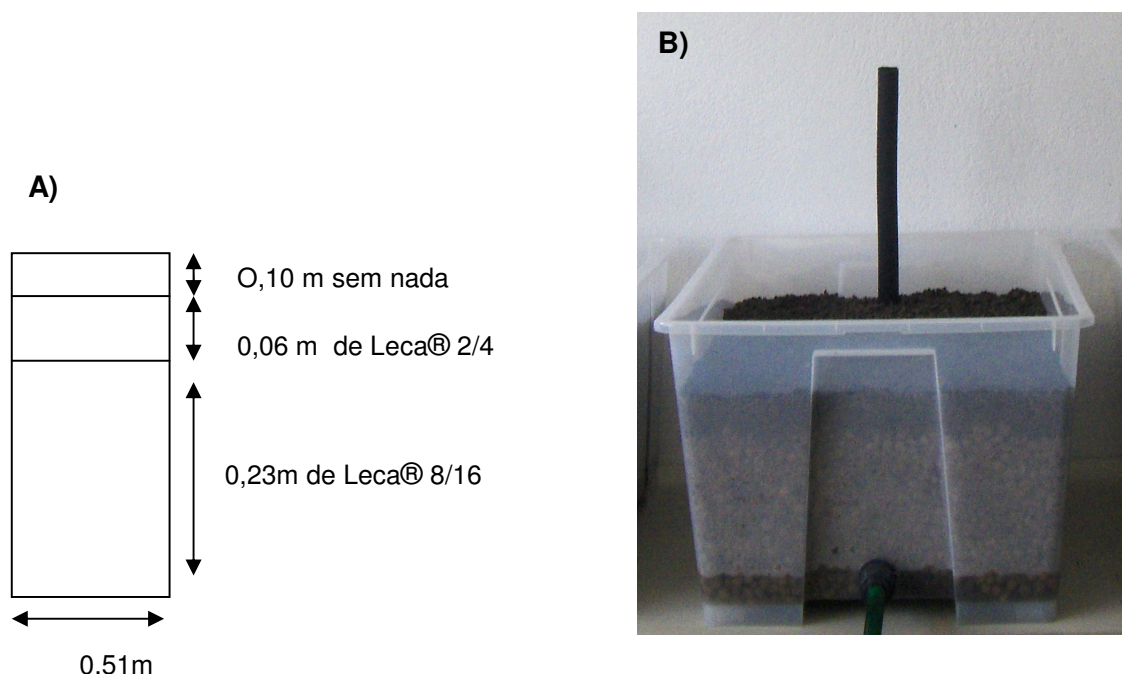 B)
A)
O,10 m sem nada
0,06 m de Leca® 2/4
0,23m de Leca® 8/16
0,51m